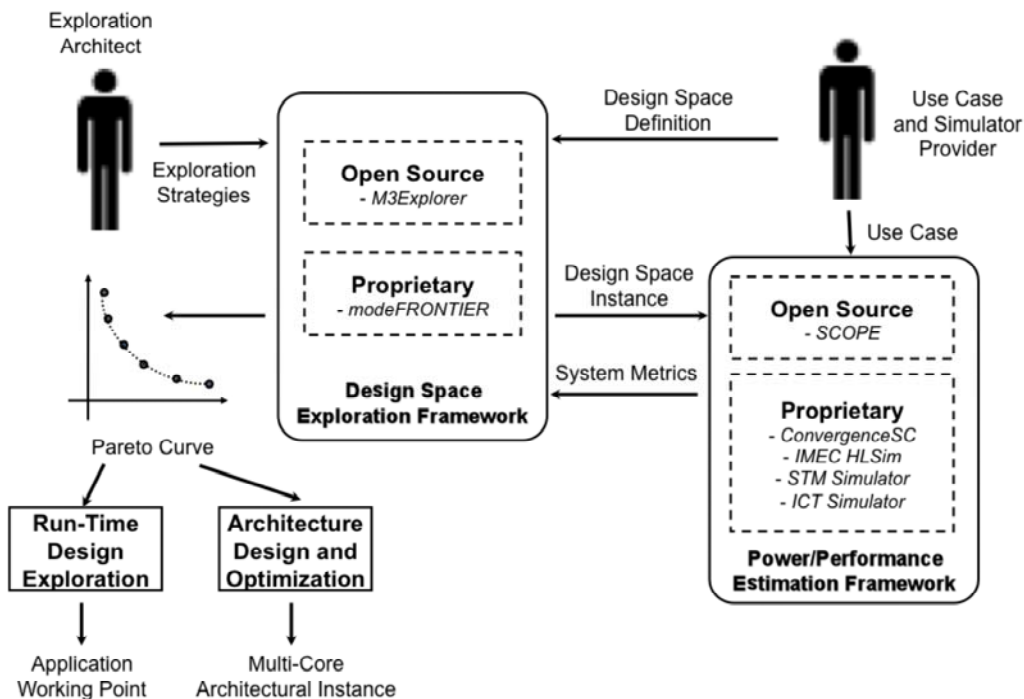 Exploration
Architect
Exploration
Strategies
Design Space
Definition
Use Case
and Simulator
Provider
Use Case
Open Source
- M3Explorer
Proprietary
- modeFRONTIER
Design Space
Exploration Framework
Design Space
Instance
System Metrics
Open Source
- SCOPE
Proprietary
- ConvergenceSC
- IMEC HLSim
- STM Simulator
- ICT Simulator
Power/Performance
Estimation Framework
Pareto Curve
Run-Time
Design
Exploration
Architecture
Design and
Optimization
Application
Working Point
Multi-Core
Architectural Instance